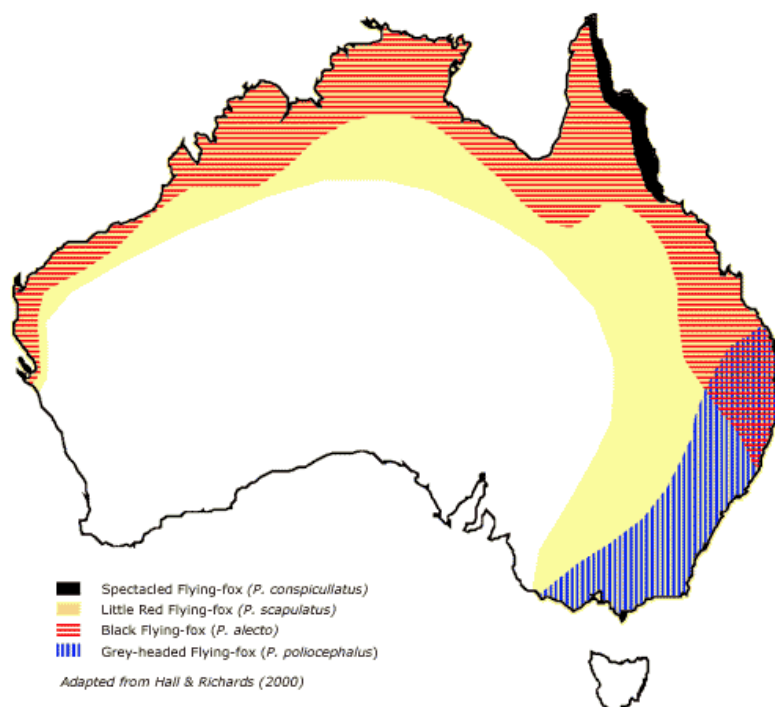 Spectacled Flying-fox (P. conspicullatus)
Little Red Flying-fox (P. scapulatus)
Black Flying-fox (P. alecto)
Grey-headed Flying-fox (P. poliocephalus)
Adapted from Hall & Richards (2000)